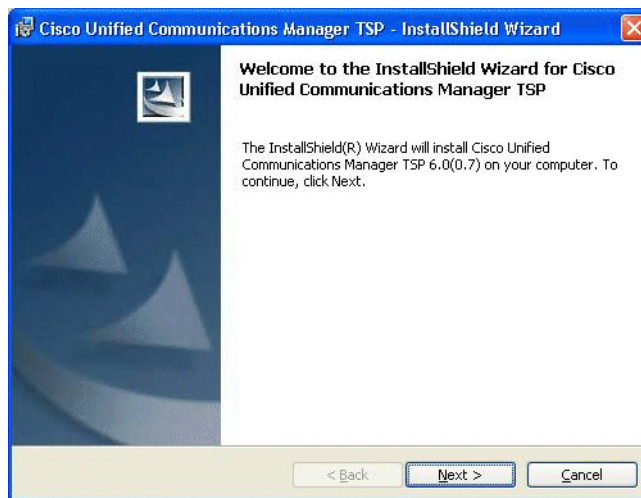 Cisco Unified Communications Manager TSP - InstallShield Wizard
Welcome to the InstallShield Wizard for Cisco
Unified Communications Manager TSP
The InstallShield(R) Wizard will install Cisco Unified
Communications Manager TSP 6.0(0.7) on your computer. To
continue, click Next.
< Back
Next >
Cancel